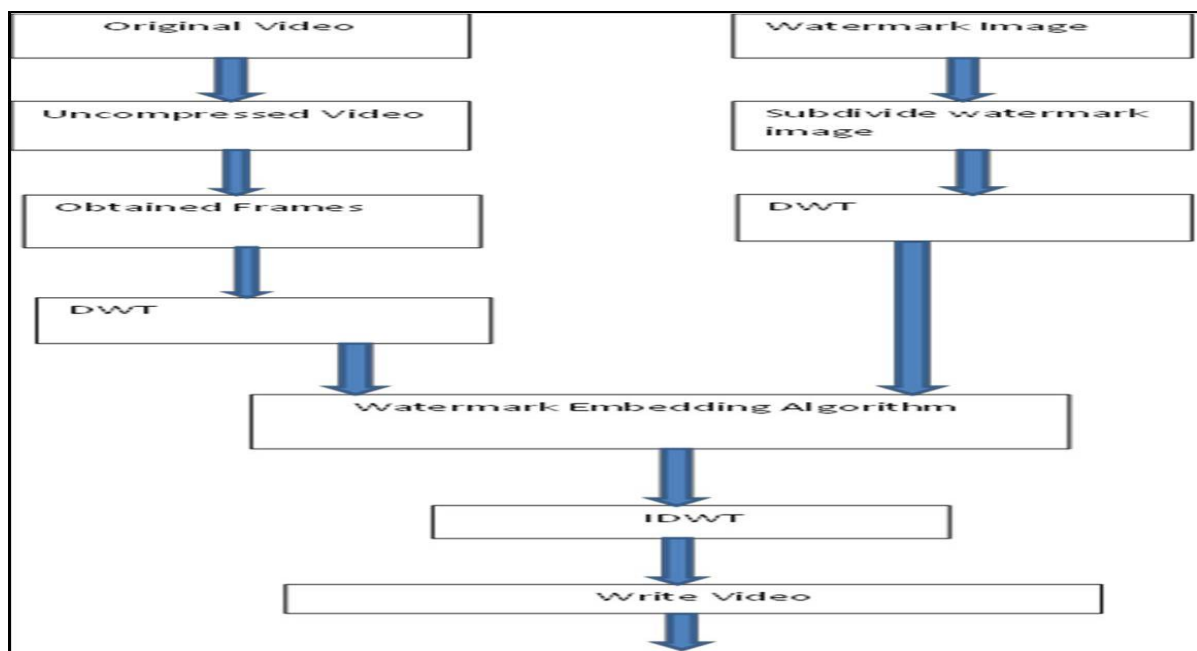 Original Video
Watermark Image
Uncompressed Video
Subdivide watermark
image
Obtained Frames
DWT
DWT
Watermark Embedding Algorithm
IDWT
Write Video